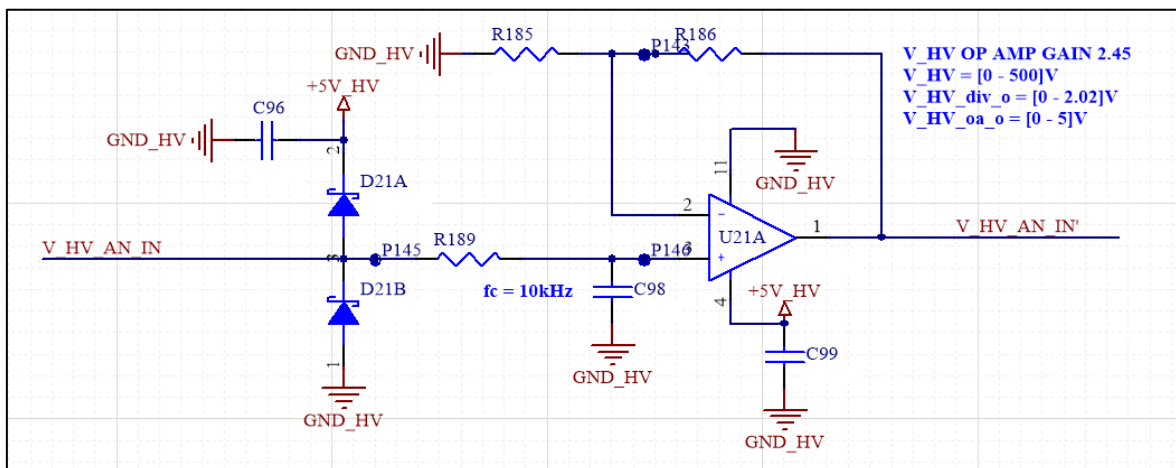 R185
P143
R186
GND_HV
V_HV OP AMP GAIN 2.45
V_HV = [0 - 500]V
V_HV_div_o = [0 - 2.02]V
V_HV_oa_o = [0 - 5]V
+5V_HV
C96
GND_HV
2
11
GND_HV
D21A
2
U21A
1
V_HV_AN_IN'
V_HV_AN_IN
3
P145
R189
P146
3
D21B
fc = 10kHz
C98
4
+5V_HV
1
GND_HV
C99
GND_HV
GND_HV